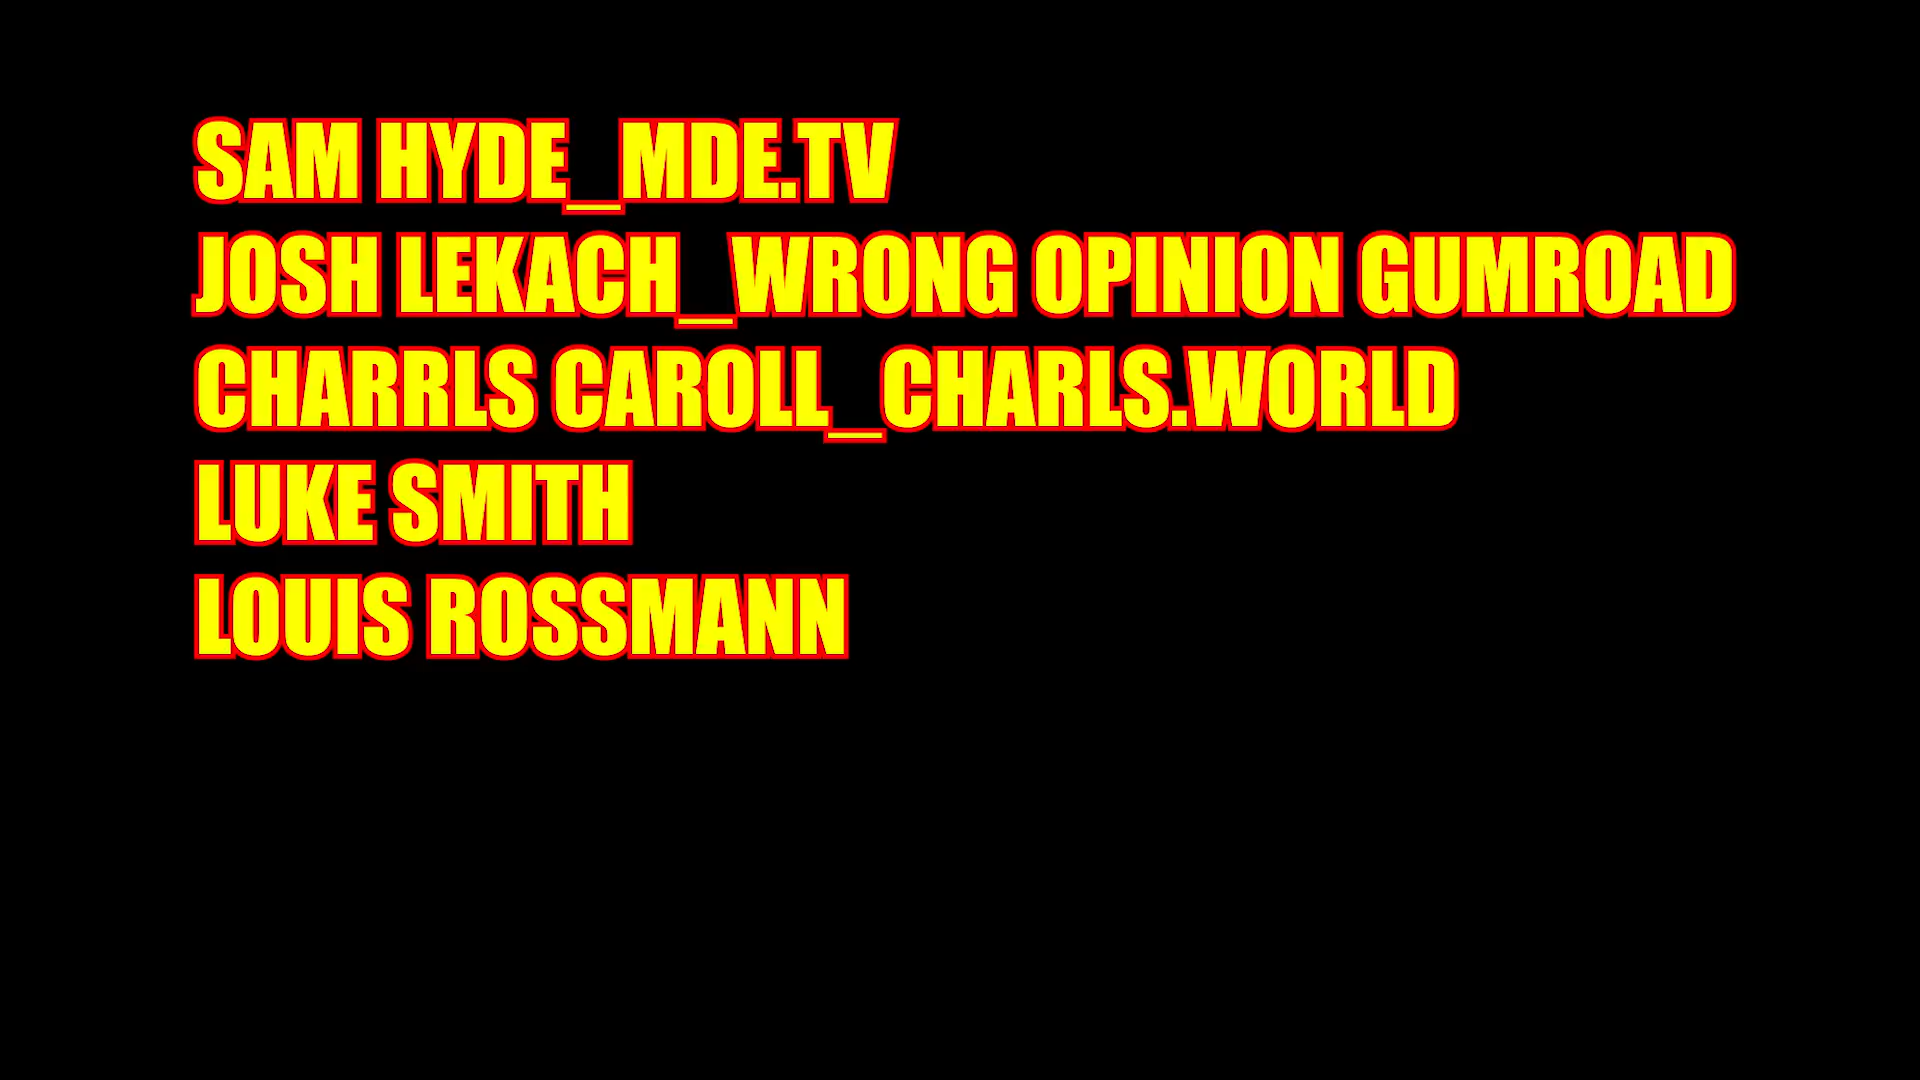 SAM HYDE_MDE.TV
JOSH LEKACH_WRONG OPINION GUMROAD
CHARRLS CAROLL_CHARLS.WORLD
LUKE SMITH
LOUIS ROSSMANN